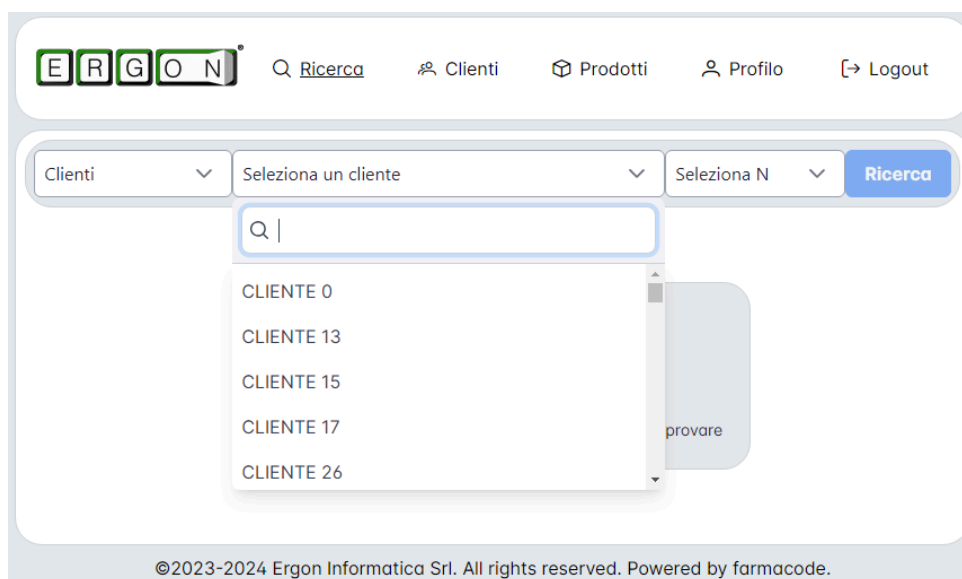 ERGON®
Ricerca
Clienti
Prodotti
Profilo
Logout
Clienti
Seleziona un cliente
Seleziona N
Ricerca
CLIENTE 0
CLIENTE 13
CLIENTE 15
CLIENTE 17
provare
CLIENTE 26
©2023-2024 Ergon Informatica Srl. All rights reserved. Powered by farmacode.